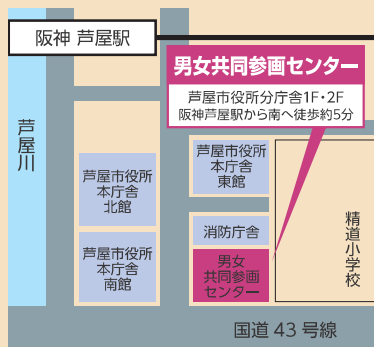 阪神 芦屋駅
男女共同参画センター
芦屋市役所分庁舎1F・2F
阪神芦屋駅から南へ徒歩約5分
芦屋川
芦屋市役所
本庁舎
北館
芦屋市役所
本庁舎
東館
芦屋市役所
本庁舎
南館
消防庁舎
男女
共同参画
センター
精道小学校
国道 43 号線